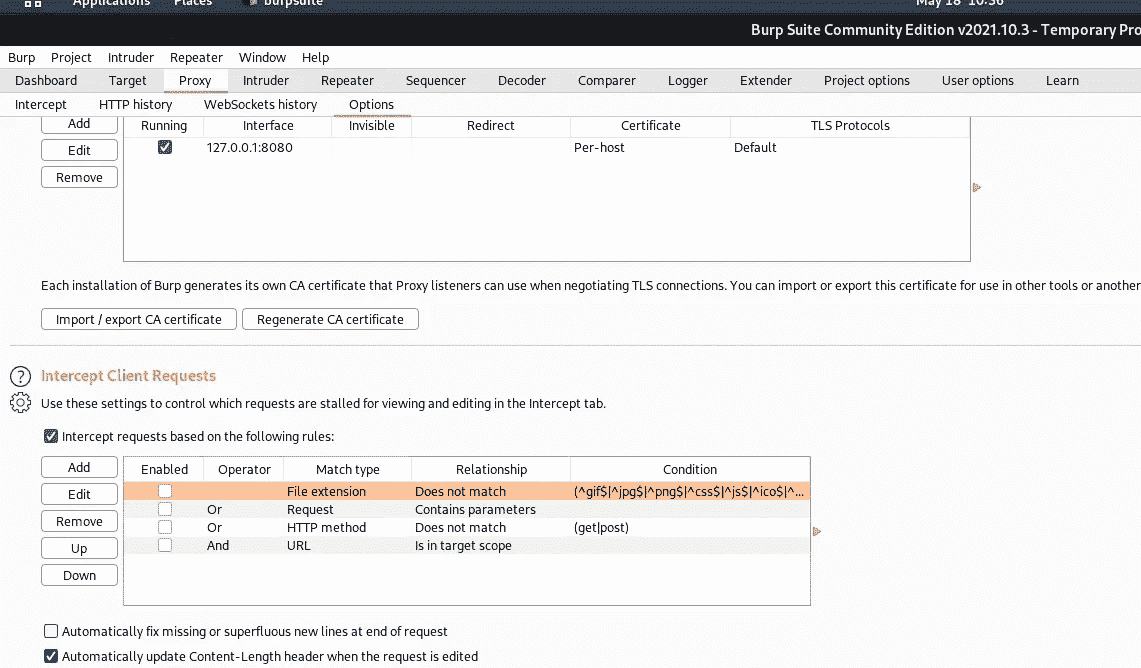 Applications Places burpsuite May 18 10:36
Burp Suite Community Edition v2021.10.3 - Temporary Pro
Burp Project Intruder Repeater Window Help
Dashboard Target Proxy Intruder Repeater Sequencer Decoder Comparer Logger Extender Project options User options Learn
Intercept HTTP history WebSockets history Options
Add Running Interface Invisible Redirect Certificate TLS Protocols
Edit 127.0.0.1:8080 Per-host Default
Remove
Each installation of Burp generates its own CA certificate that Proxy listeners can use when negotiating TLS connections. You can import or export this certificate for use in other tools or another
Import / export CA certificate Regenerate CA certificate
? Intercept Client Requests
Use these settings to control which requests are stalled for viewing and editing in the Intercept tab.
Intercept requests based on the following rules:
Add Enabled Operator Match type Relationship Condition
Edit File extension Does not match (^gif$|^jpg$|^png$|^css$|^js$|^ico$|^...
Or Request Contains parameters
Remove Or HTTP method Does not match (get|post)
Up And URL Is in target scope
Down
Automatically fix missing or superfluous new lines at end of request
Automatically update Content-Length header when the request is edited